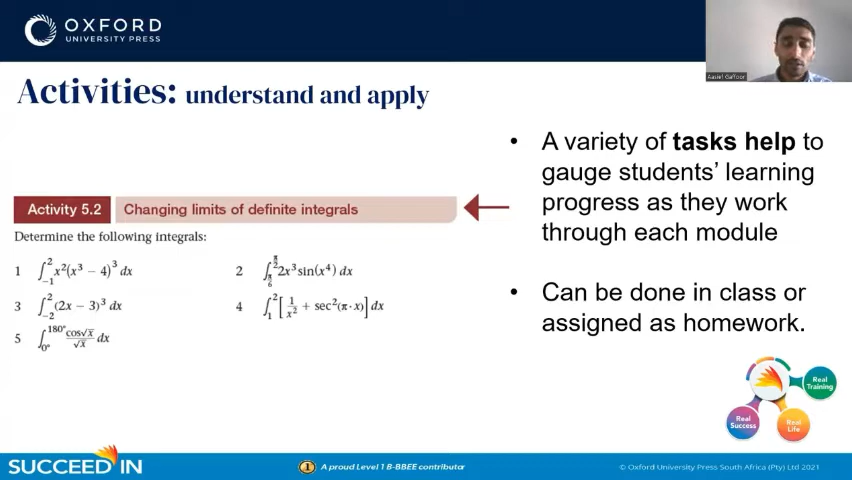 OXFORD
UNIVERSITY PRESS
Aasiel Gaffoor
Activities: understand and apply
Activity 5.2 Changing limits of definite integrals
Determine the following integrals:
1 ∫_{-1}^{2} x²(x³ − 4)³ dx
2 ∫_{π/6}^{π/2} 2x³ sin(x⁴) dx
3 ∫_{-2}^{2} (2x − 3)³ dx
4 ∫_{1}^{2} [1/x² + sec²(π·x)] dx
5 ∫_{0°}^{180°} cos√x/√x dx
• A variety of tasks help to
gauge students' learning
progress as they work
through each module
• Can be done in class or
assigned as homework.
Real
Training
Real
Success
Real
Life
SUCCEED IN
1 A proud Level 1 B-BBEE contributor
© Oxford University Press South Africa (Pty) Ltd 2021